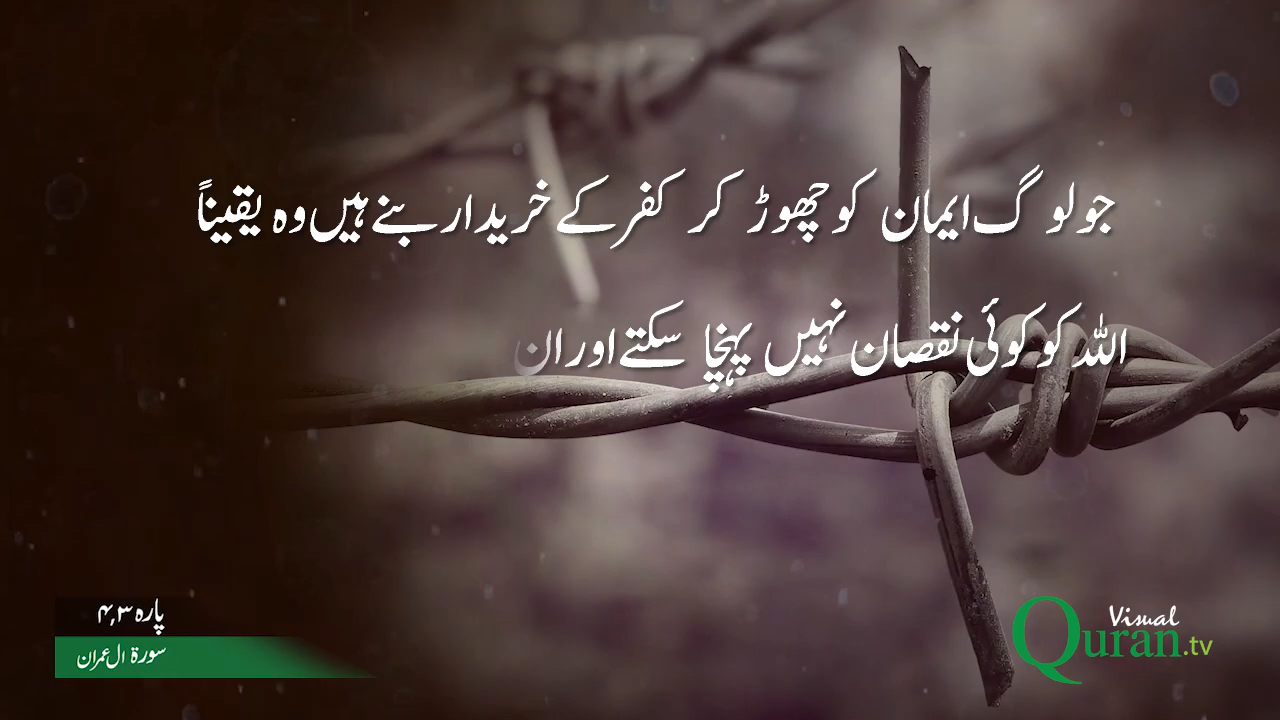 جو لوگ ایمان کو چھوڑ کر کفر کے خریدار بنے ہیں وہ یقیناً
اللہ کو کوئی نقصان نہیں پہنچا سکتے اور ان
پارہ ۳,۴
سورۃ ال عمران
Visual
Quran.tv